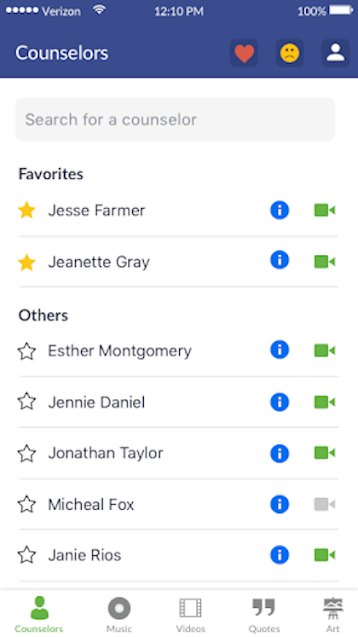 Verizon 12:10 PM 100%
Counselors
Search for a counselor
Favorites
Jesse Farmer
Jeanette Gray
Others
Esther Montgomery
Jennie Daniel
Jonathan Taylor
Micheal Fox
Janie Rios
Counselors Music Videos Quotes Art